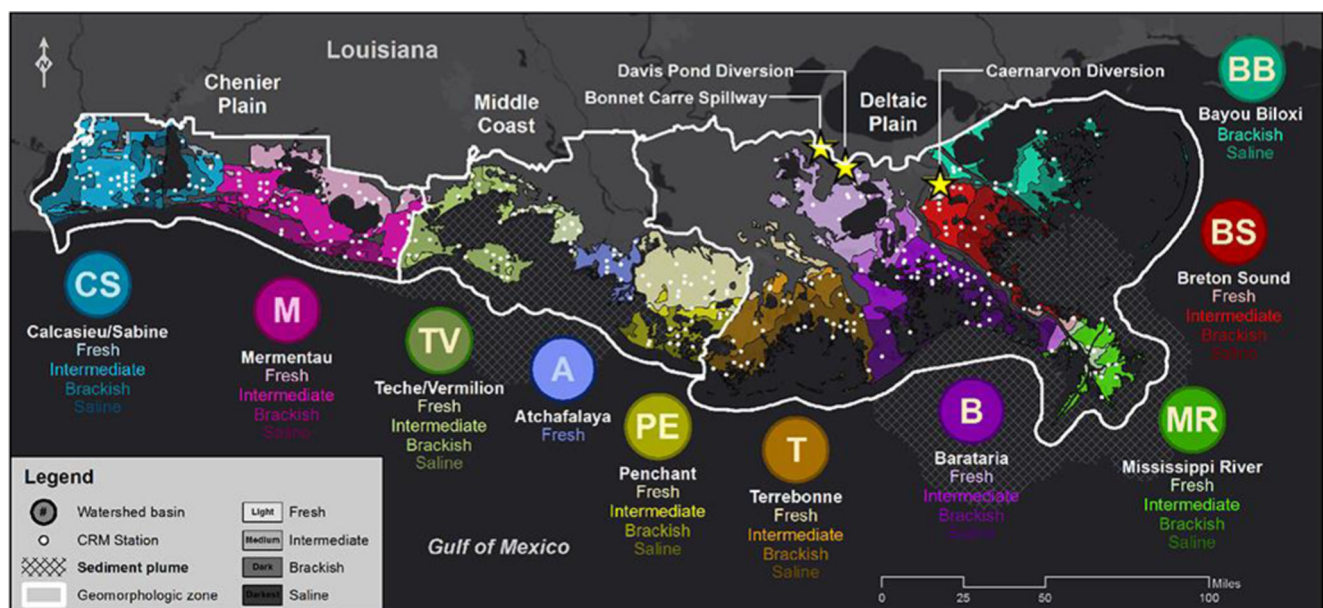 Louisiana
Chenier
Plain
Middle
Coast
Davis Pond Diversion
Bonnet Carre Spillway
Deltaic
Plain
Caernarvon Diversion
BB
Bayou Biloxi
Brackish
Saline
BS
Breton Sound
Fresh
Intermediate
Brackish
Saline
CS
Calcasieu/Sabine
Fresh
Intermediate
Brackish
Saline
M
Mermentau
Fresh
Intermediate
Brackish
Saline
TV
Teche/Vermilion
Fresh
Intermediate
Brackish
Saline
A
Atchafalaya
Fresh
PE
Penchant
Fresh
Intermediate
Brackish
Saline
T
Terrebonne
Fresh
Intermediate
Brackish
Saline
B
Barataria
Fresh
Intermediate
Brackish
Saline
MR
Mississippi River
Fresh
Intermediate
Brackish
Saline
Gulf of Mexico
Legend
# Watershed basin
CRM Station
Sediment plume
Geomorphologic zone
Light Fresh
Medium Intermediate
Dark Brackish
Darkest Saline
Miles
0 25 50 100